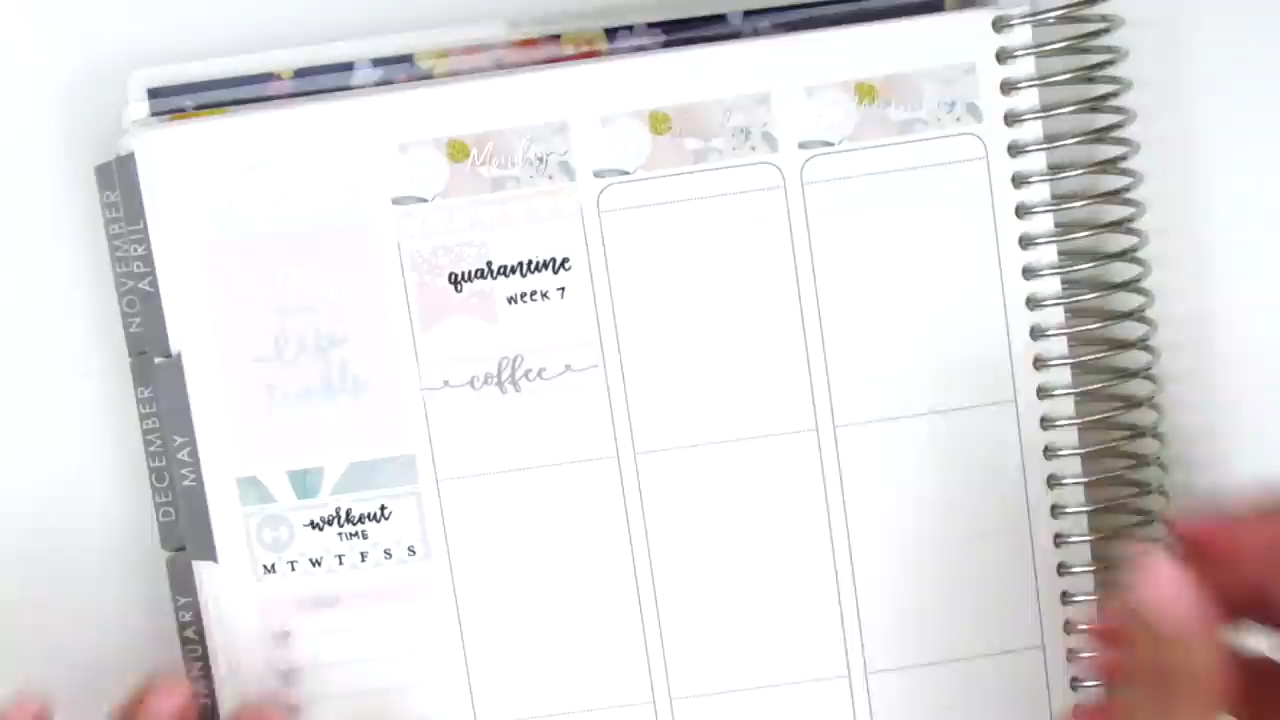 Monday
quarantine
week 7
coffee
workout
TIME
M T W T F S S
NOVEMBER
APRIL
DECEMBER
MAY
JANUARY